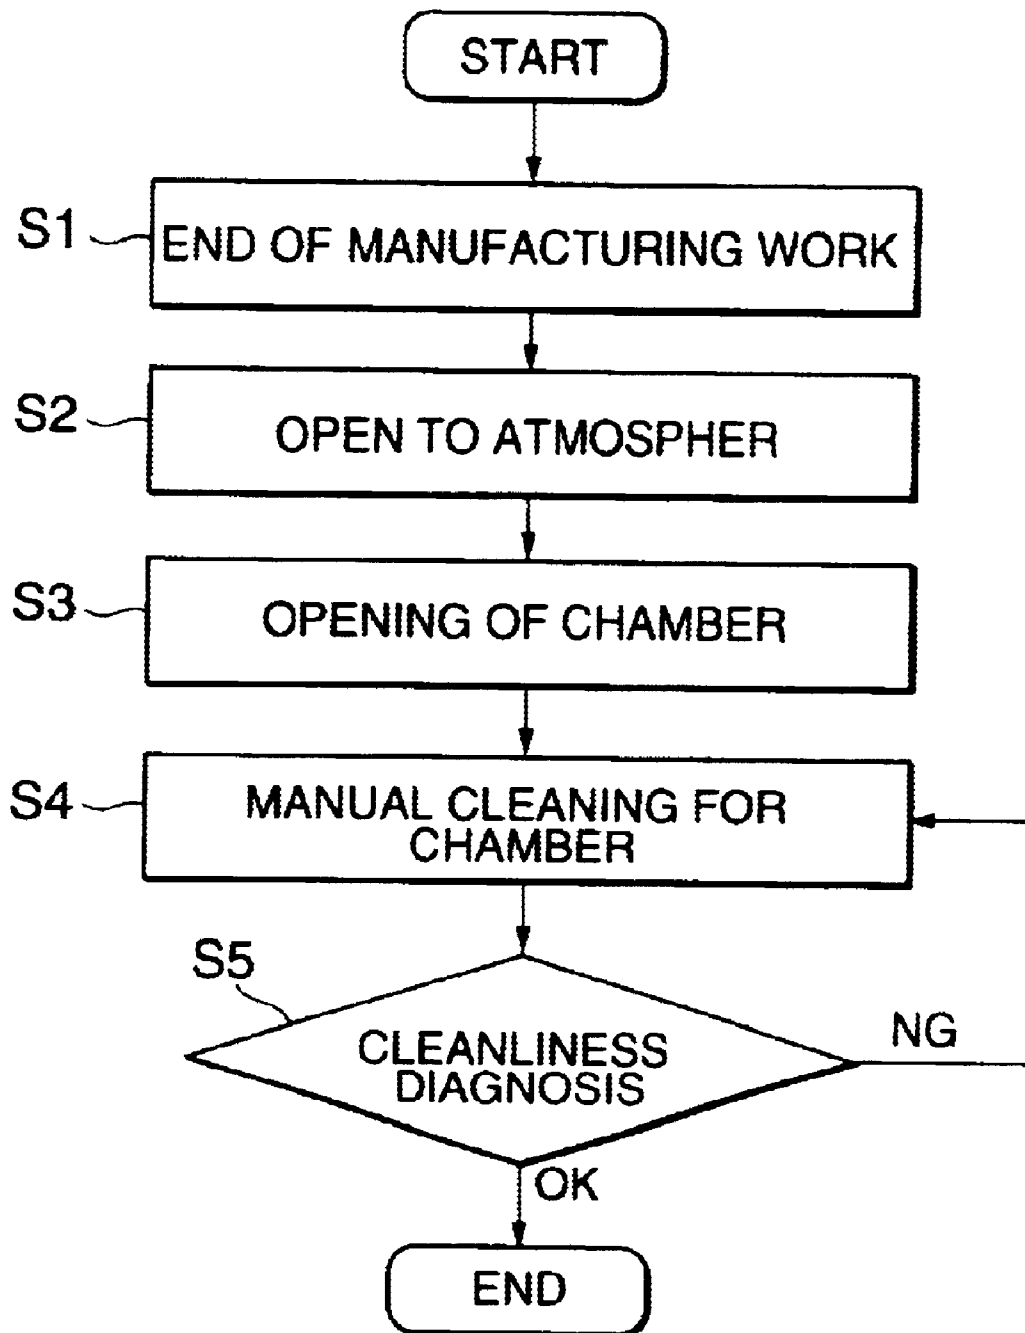 START
S1
END OF MANUFACTURING WORK
S2
OPEN TO ATMOSPHER
S3
OPENING OF CHAMBER
S4
MANUAL CLEANING FOR
CHAMBER
S5
CLEANLINESS
DIAGNOSIS
NG
OK
END